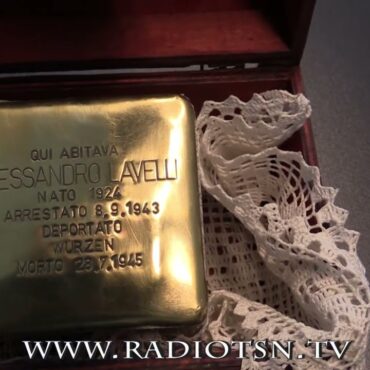 QUI ABITAVA
ESSANDRO LAVELLI
NATO 1924
ARRESTATO 8.9.1943
DEPORTATO
WURZEN
MORTO 28.7.1945
WWW.RADIOTSN.TV